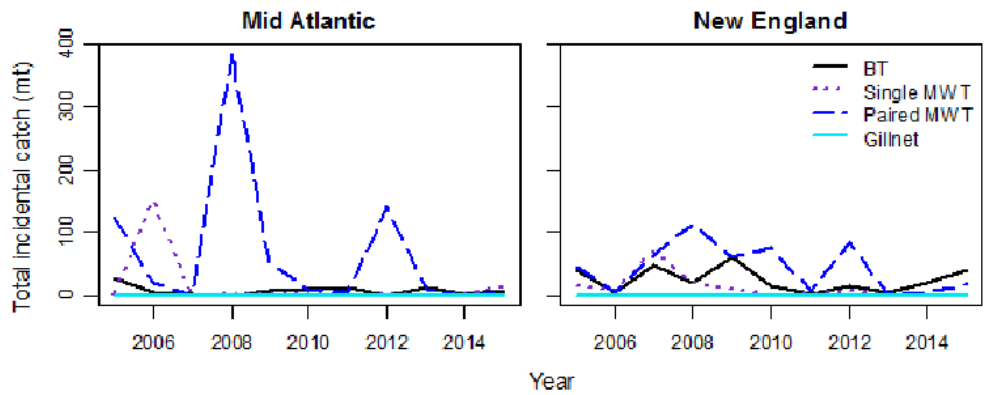 Mid Atlantic
New England
Total incidental catch (mt)
400
300
200
100
0
BT
Single MWT
Paired MWT
Gillnet
2006 2008 2010 2012 2014
2006 2008 2010 2012 2014
Year